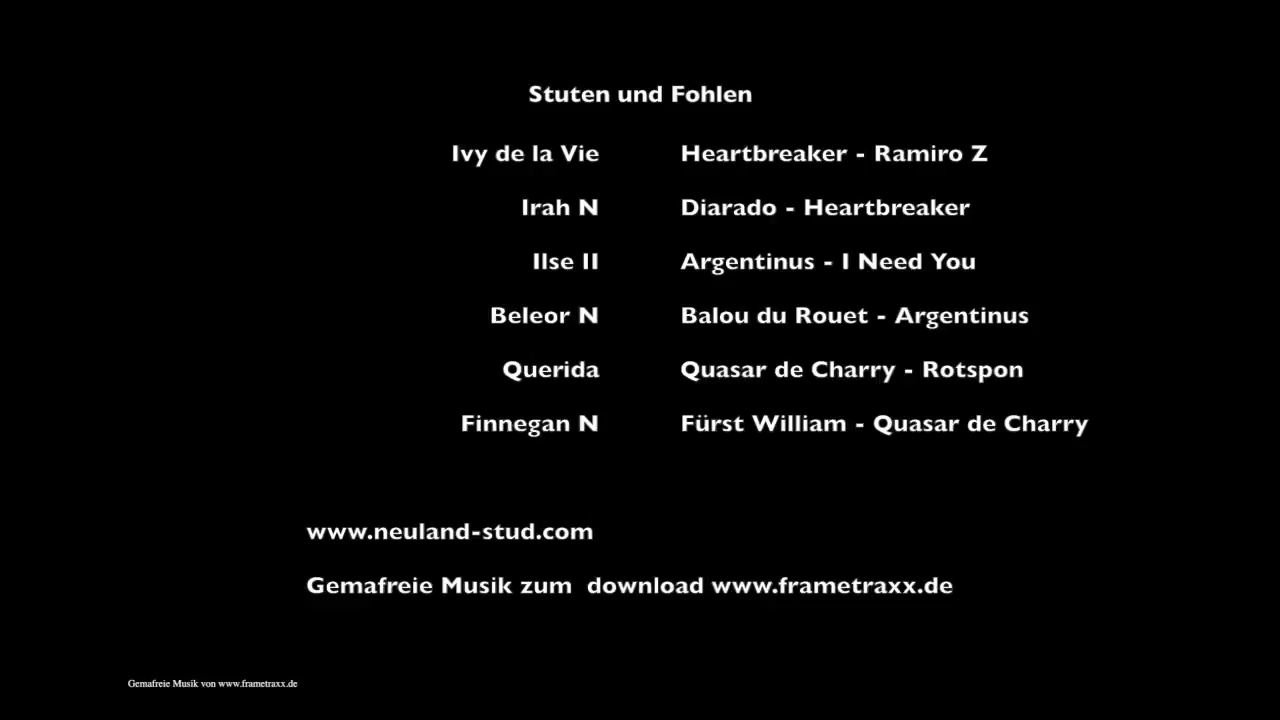 Stuten und Fohlen
Ivy de la Vie Heartbreaker - Ramiro Z
Irah N Diarado - Heartbreaker
Ilse II Argentinus - I Need You
Beleor N Balou du Rouet - Argentinus
Querida Quasar de Charry - Rotspon
Finnegan N Fürst William - Quasar de Charry
www.neuland-stud.com
Gemafreie Musik zum download www.frametraxx.de
Gemafreie Musik von www.frametraxx.de